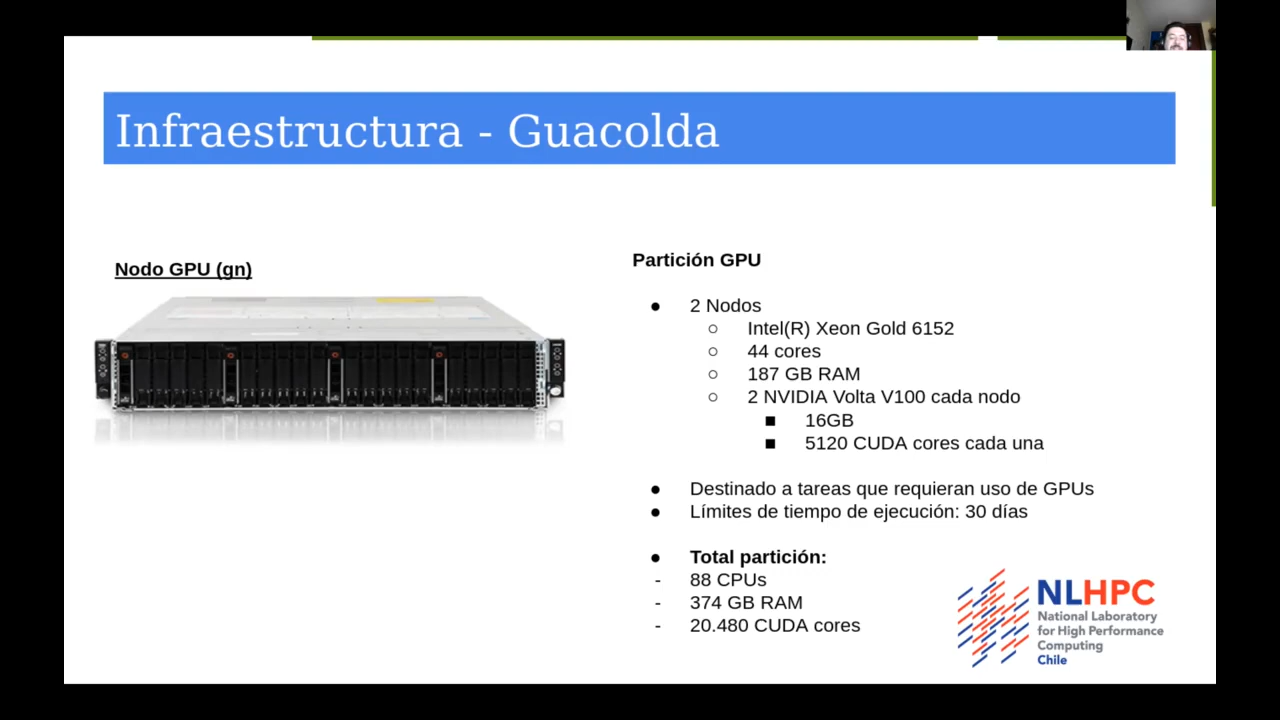 Infraestructura - Guacolda
Nodo GPU (gn)
Partición GPU
● 2 Nodos
○ Intel(R) Xeon Gold 6152
○ 44 cores
○ 187 GB RAM
○ 2 NVIDIA Volta V100 cada nodo
■ 16GB
■ 5120 CUDA cores cada una
● Destinado a tareas que requieran uso de GPUs
● Límites de tiempo de ejecución: 30 días
● Total partición:
- 88 CPUs
- 374 GB RAM
- 20.480 CUDA cores
NLHPC
National Laboratory
for High Performance
Computing
Chile